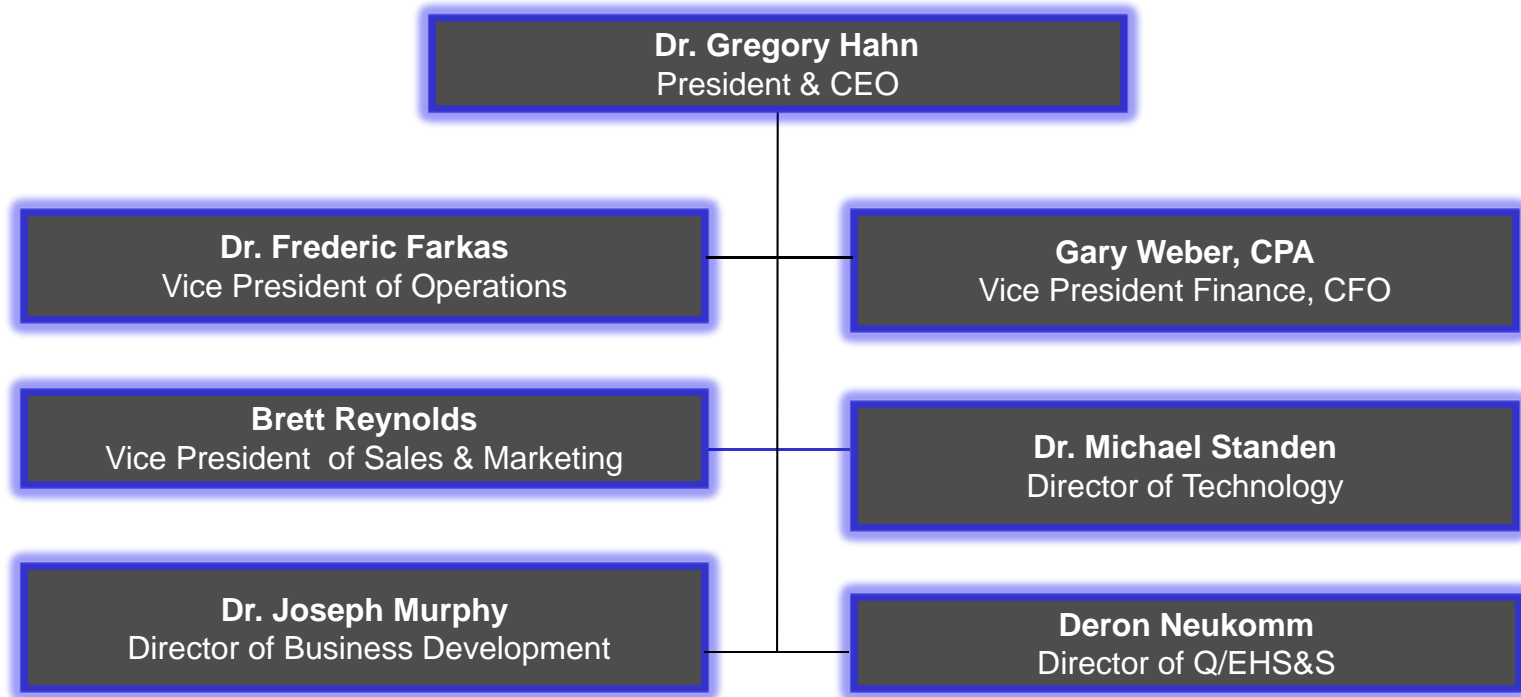 Dr. Gregory Hahn
President & CEO
Dr. Frederic Farkas
Vice President of Operations
Gary Weber, CPA
Vice President Finance, CFO
Brett Reynolds
Vice President  of Sales & Marketing
Dr. Michael Standen
Director of Technology
Dr. Joseph Murphy
Director of Business Development
Deron Neukomm
Director of Q/EHS&S